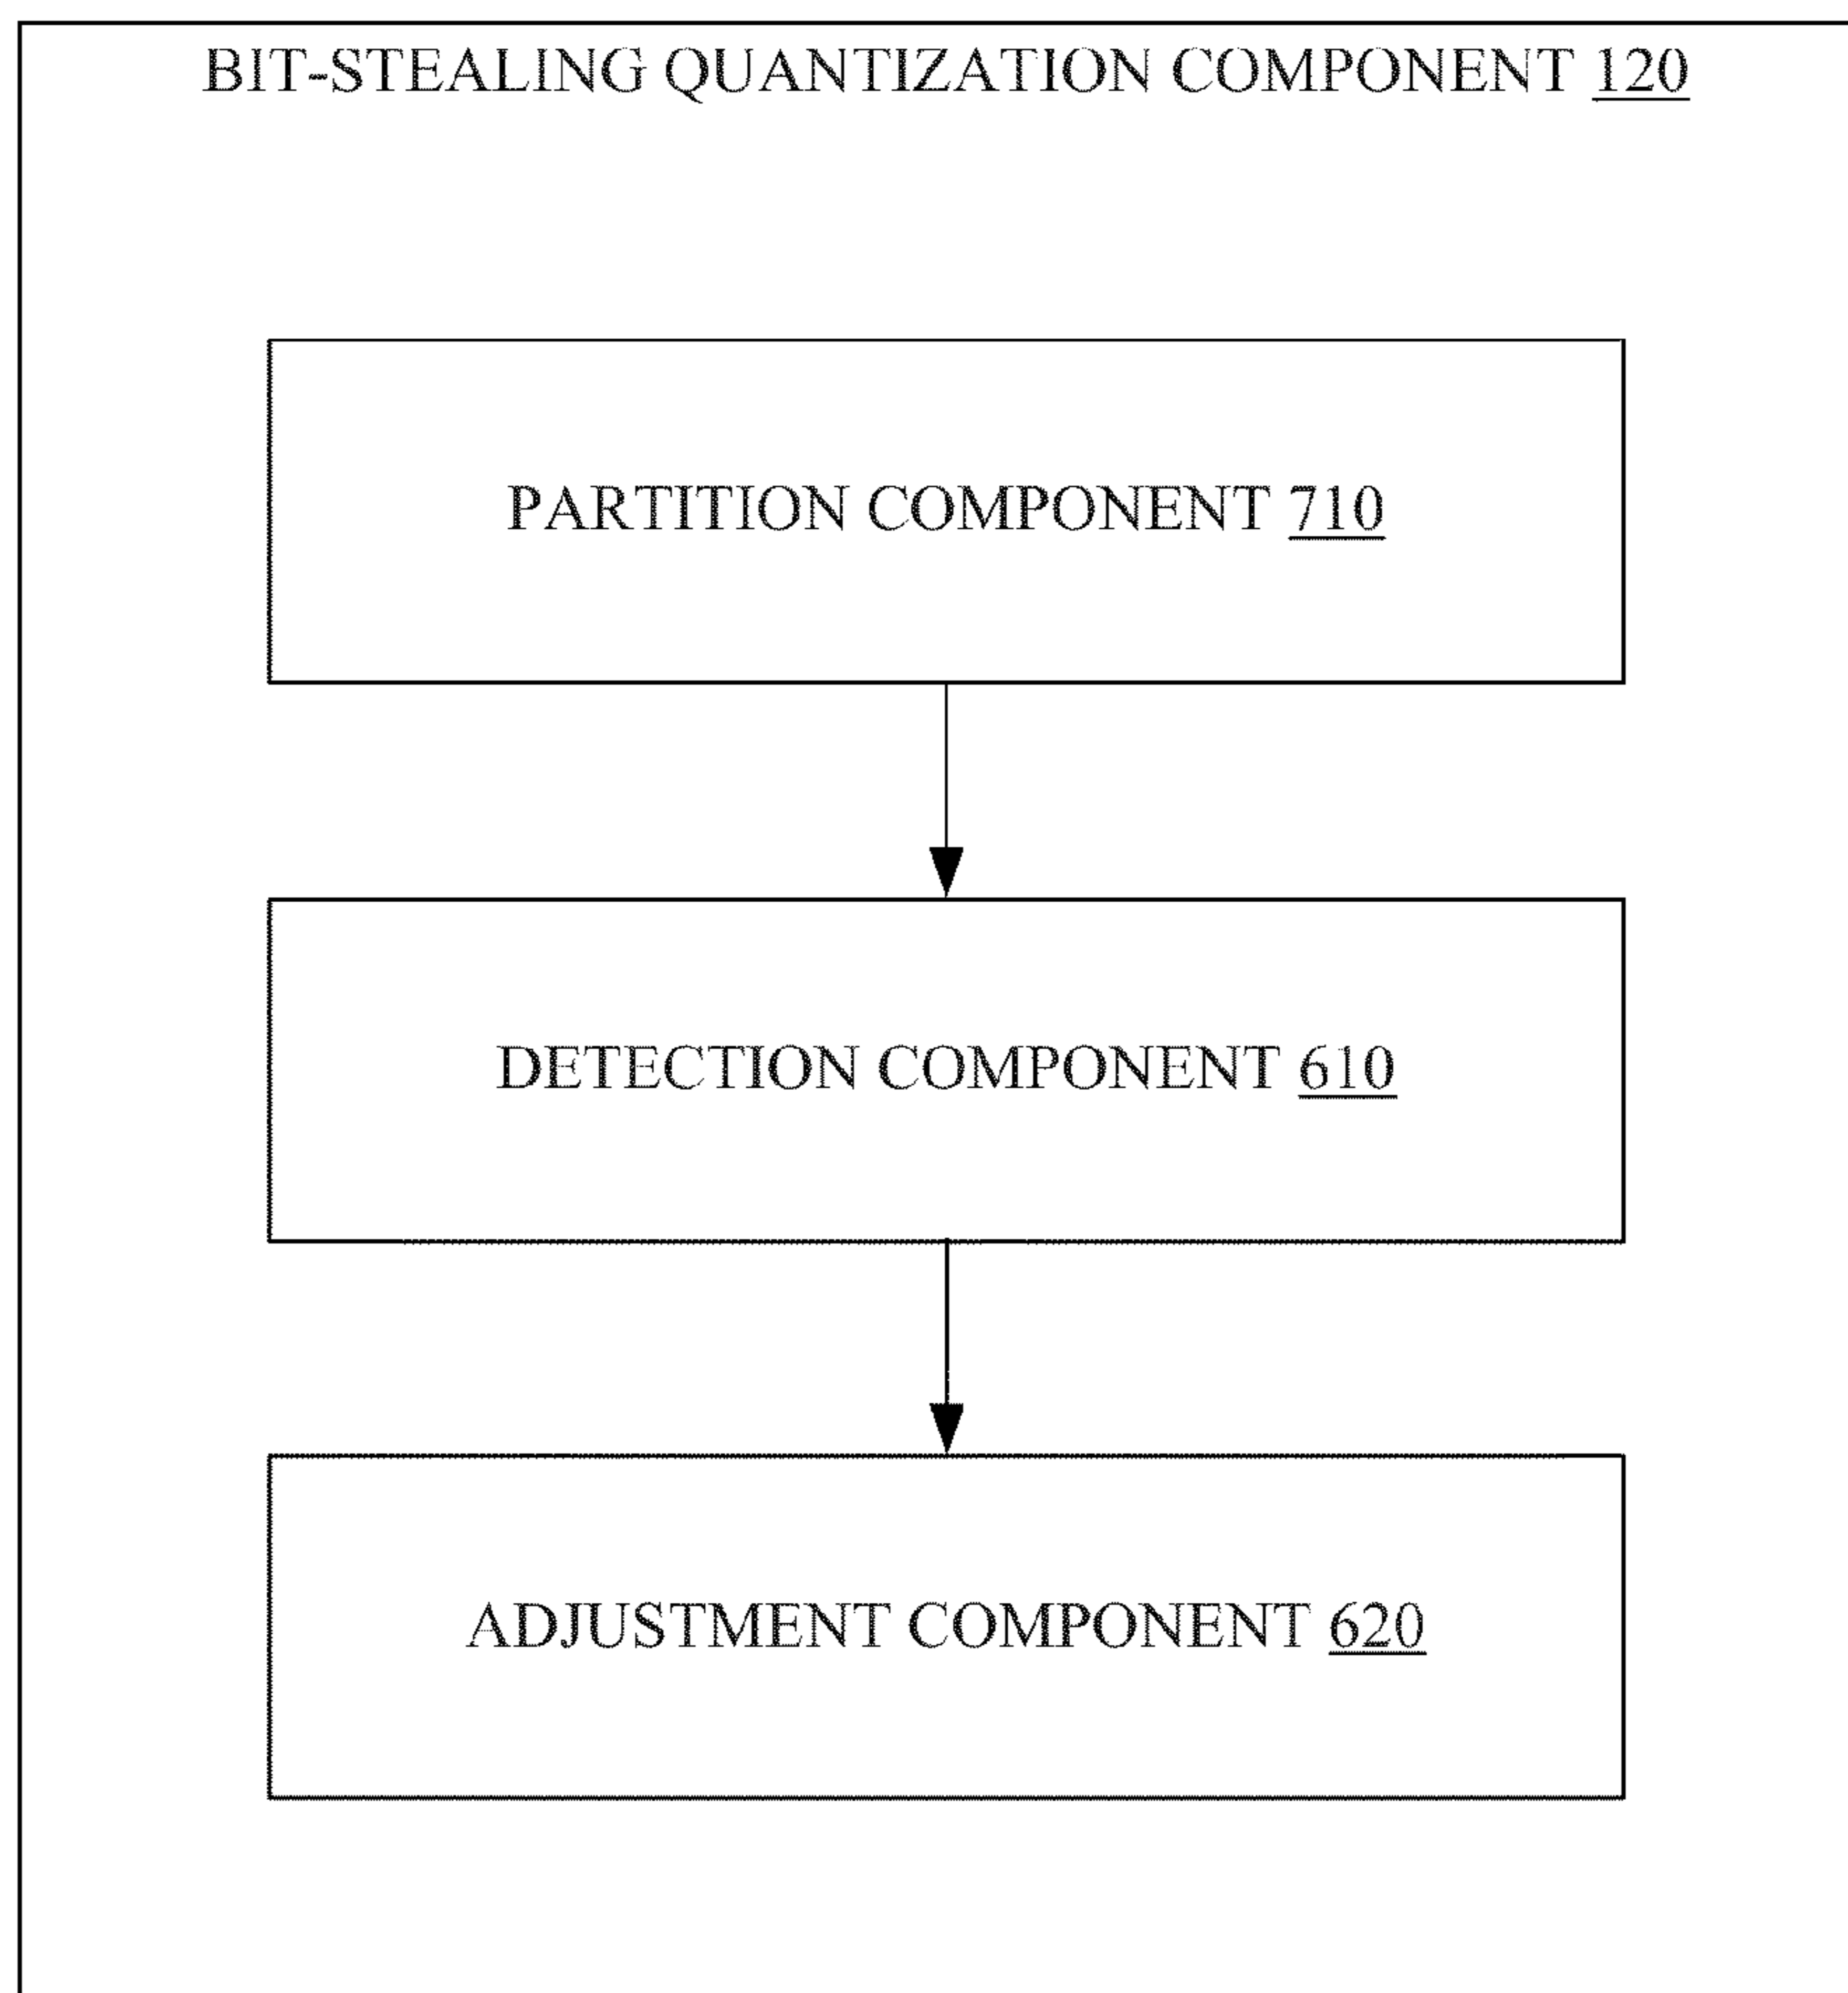 BIT-STEALING QUANTIZATION COMPONENT 120
PARTITION COMPONENT 710
DETECTION COMPONENT 610
ADJUSTMENT COMPONENT 620